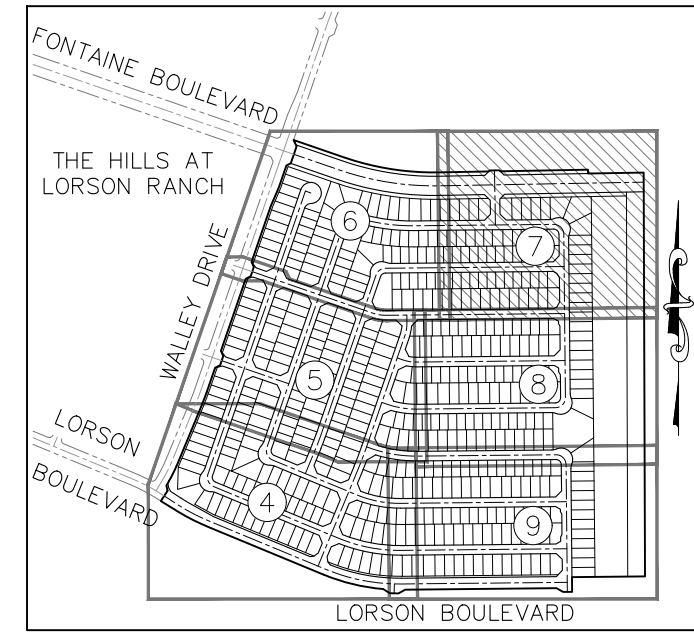 FONTAINE BOULEVARD
THE HILLS AT
LORSON RANCH
WALLEY DRIVE
6
7
5
8
LORSON
BOULEVARD
4
9
LORSON BOULEVARD